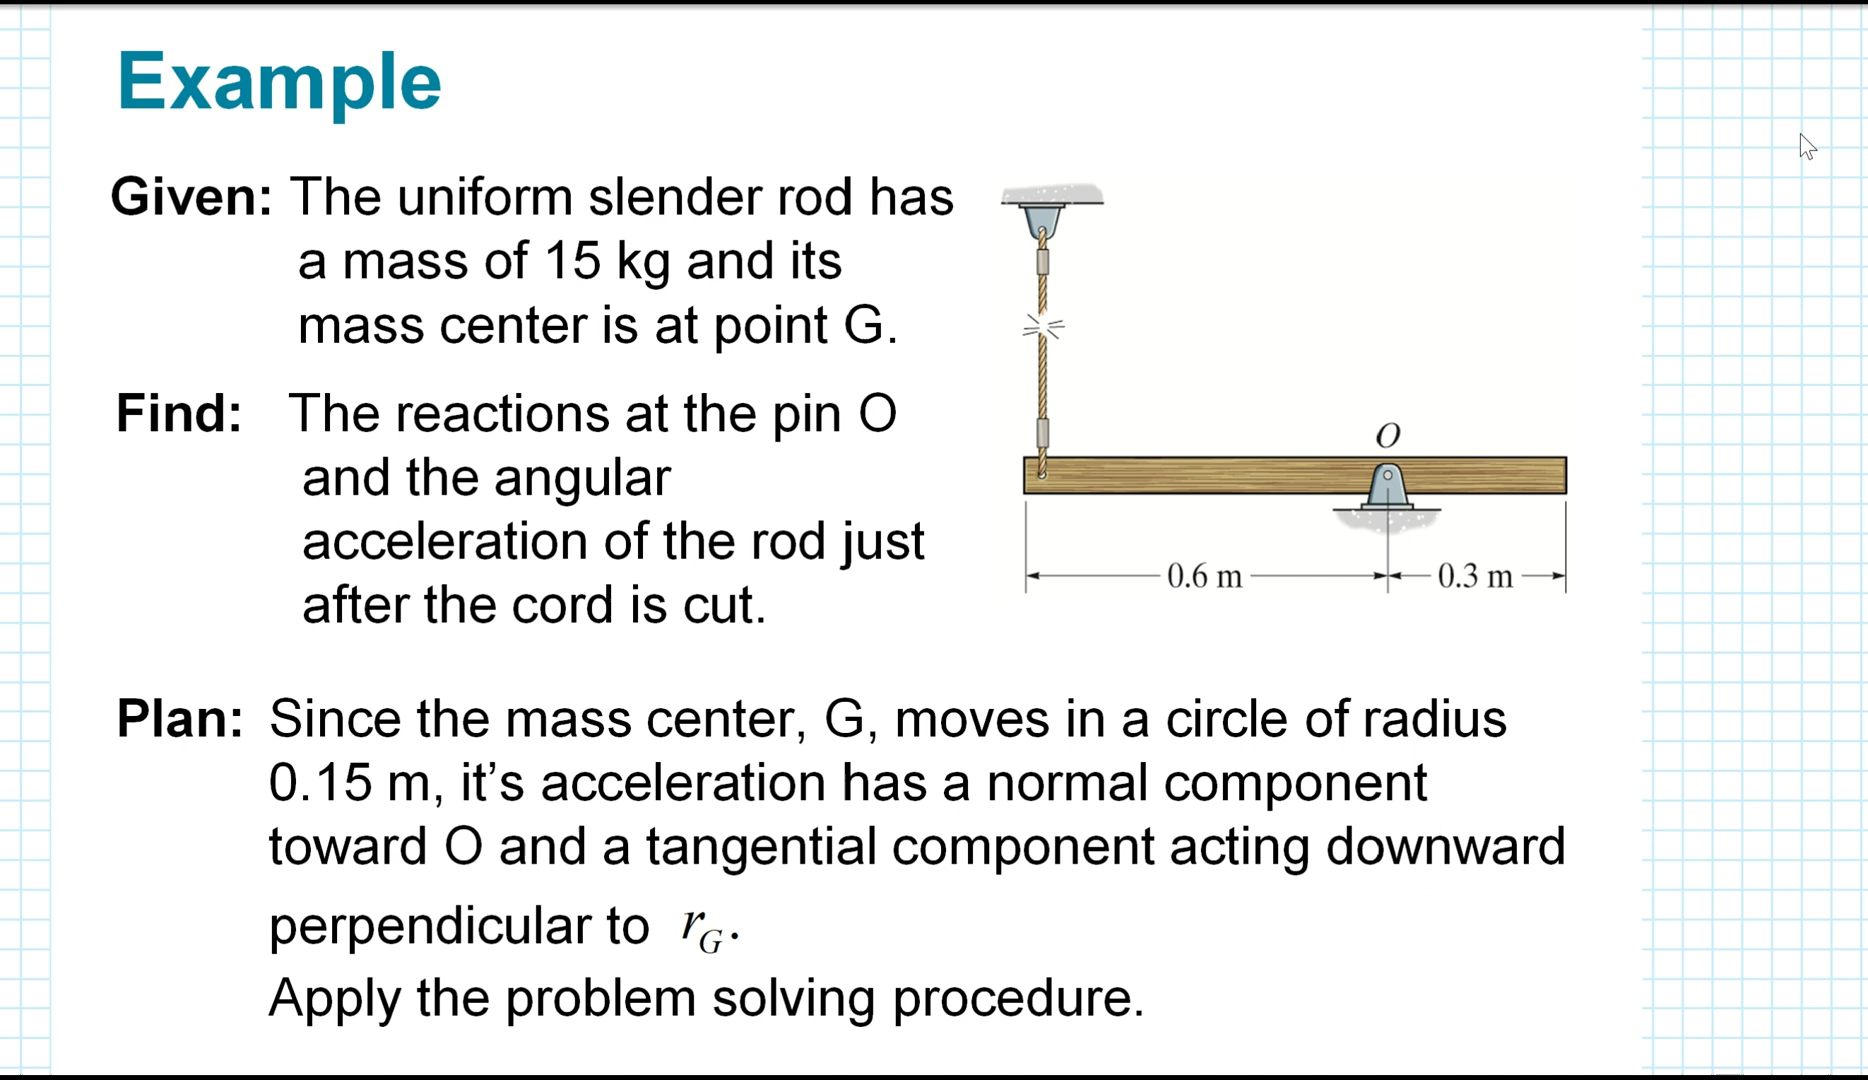 Example
Given: The uniform slender rod has
a mass of 15 kg and its
mass center is at point G.
Find: The reactions at the pin O
and the angular
acceleration of the rod just
after the cord is cut.
O
0.6 m
0.3 m
Plan: Since the mass center, G, moves in a circle of radius
0.15 m, it’s acceleration has a normal component
toward O and a tangential component acting downward
perpendicular to r_G.
Apply the problem solving procedure.